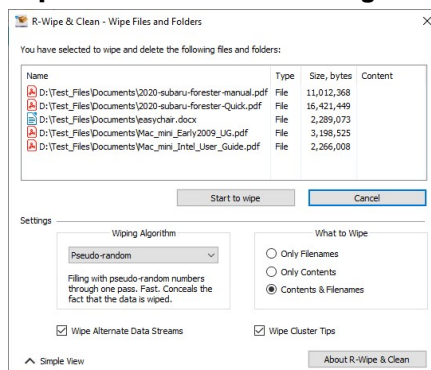 R-Wipe & Clean - Wipe Files and Folders
You have selected to wipe and delete the following files and folders:
Name Type Size, bytes Content
D:\Test_Files\Documents\2020-subaru-forester-manual.pdf File 11,012,368
D:\Test_Files\Documents\2020-subaru-forester-Quick.pdf File 16,421,449
D:\Test_Files\Documents\easychair.docx File 2,289,073
D:\Test_Files\Documents\Mac_mini_Early2009_UG.pdf File 3,198,525
D:\Test_Files\Documents\Mac_mini_Intel_User_Guide.pdf File 2,266,008
Start to wipe Cancel
Settings
Wiping Algorithm What to Wipe
Pseudo-random
Only Filenames
Filling with pseudo-random numbers
through one pass. Fast. Conceals the
fact that the data is wiped.
Only Contents
Contents & Filenames
Wipe Alternate Data Streams Wipe Cluster Tips
Simple View About R-Wipe & Clean